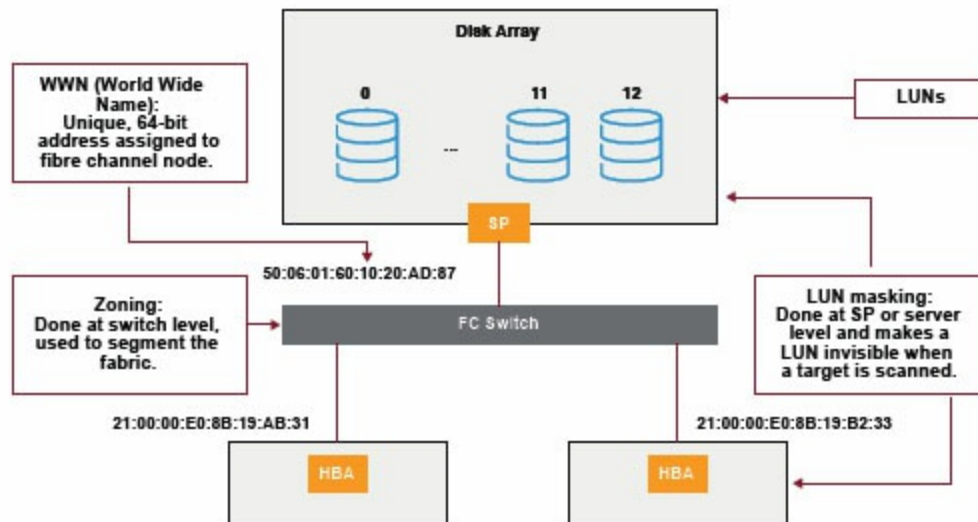 Disk Array
WWN (World Wide
Name):
Unique, 64-bit
address assigned to
fibre channel node.
0
11
12
...
LUNs
SP
50:06:01:60:10:20:AD:87
Zoning:
Done at switch level,
used to segment the
fabric.
FC Switch
LUN masking:
Done at SP or server
level and makes a
LUN invisible when
a target is scanned.
21:00:00:E0:8B:19:AB:31
21:00:00:E0:8B:19:B2:33
HBA
HBA